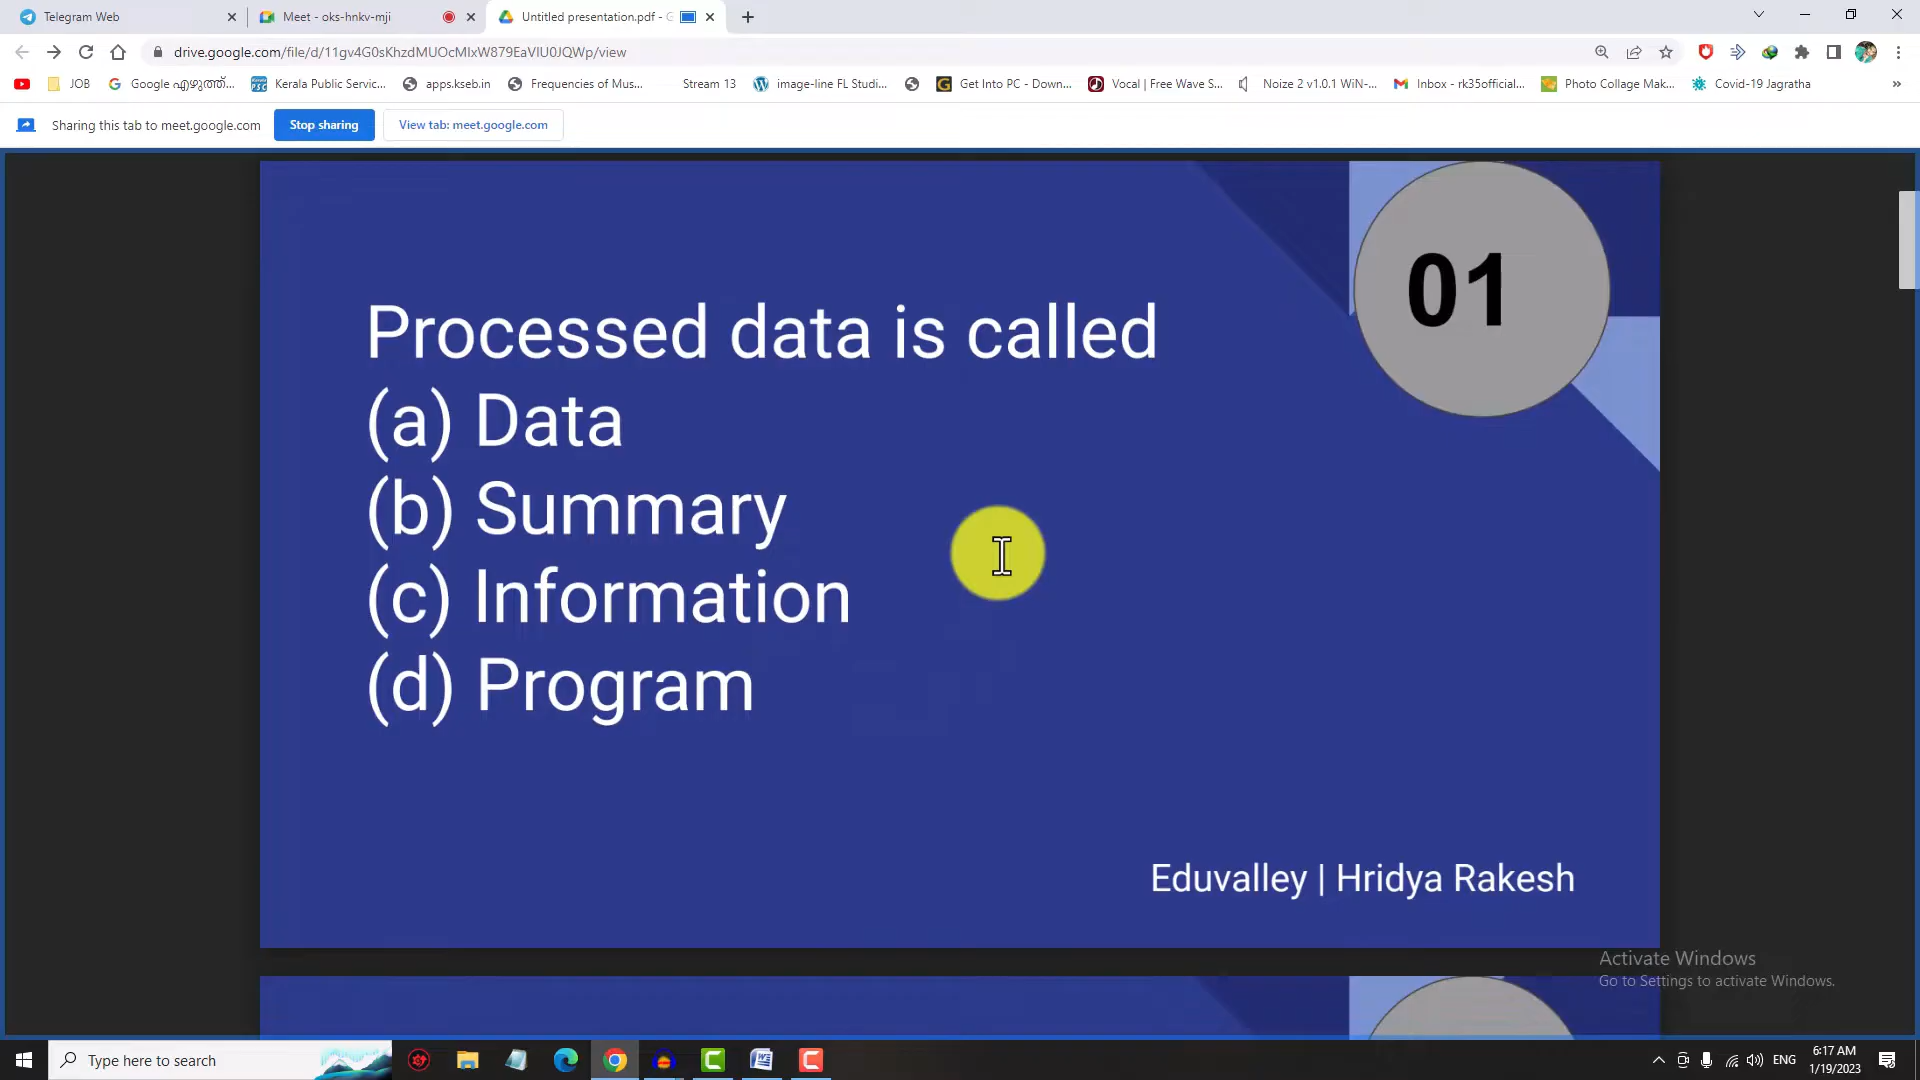 Telegram Web
Meet - oks-hnkv-mji
Untitled presentation.pdf - G
drive.google.com/file/d/11gv4G0sKhzdMUOcMIxW879EaVIU0JQWp/view
JOB
Google എഴുത്ത്...
Kerala Public Servic...
apps.kseb.in
Frequencies of Mus...
Stream 13
image-line FL Studi...
Get Into PC - Down...
Vocal | Free Wave S...
Noize 2 v1.0.1 WiN-...
Inbox - rk35official...
Photo Collage Mak...
Covid-19 Jagratha
Sharing this tab to meet.google.com
Stop sharing
View tab: meet.google.com
01
Processed data is called
(a) Data
(b) Summary
(c) Information
(d) Program
Eduvalley | Hridya Rakesh
Activate Windows
Go to Settings to activate Windows.
Type here to search
ENG
6:17 AM
1/19/2023